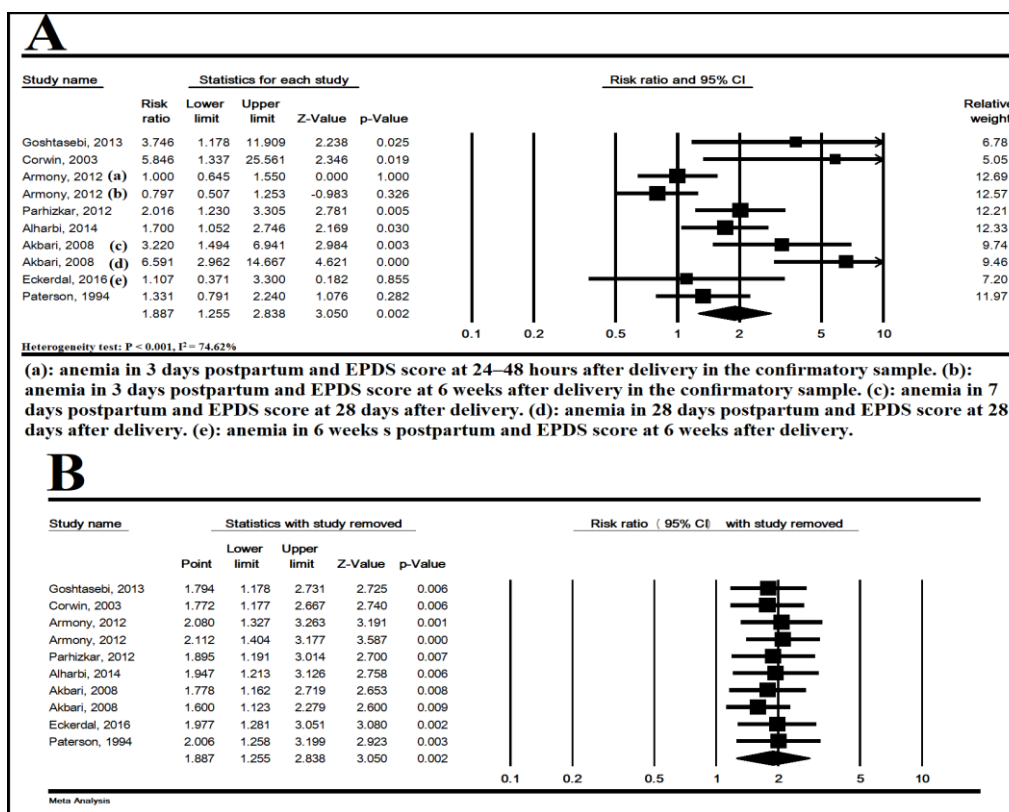 A
Study name Statistics for each study Risk ratio and 95% CI
Risk ratio Lower limit Upper limit Z-Value p-Value Relative weight
Goshtasebi, 2013 3.746 1.178 11.909 2.238 0.025 6.78
Corwin, 2003 5.846 1.337 25.561 2.346 0.019 5.05
Armony, 2012 (a) 1.000 0.645 1.550 0.000 1.000 12.69
Armony, 2012 (b) 0.797 0.507 1.253 -0.983 0.326 12.57
Parhizkar, 2012 2.016 1.230 3.305 2.781 0.005 12.21
Alharbi, 2014 1.700 1.052 2.746 2.169 0.030 12.33
Akbari, 2008 (c) 3.220 1.494 6.941 2.984 0.003 9.74
Akbari, 2008 (d) 6.591 2.962 14.667 4.621 0.000 9.46
Eckerdal, 2016 (e) 1.107 0.371 3.300 0.182 0.855 7.20
Paterson, 1994 1.331 0.791 2.240 1.076 0.282 11.97
1.887 1.255 2.838 3.050 0.002
0.1 0.2 0.5 1 2 5 10
Heterogeneity test: P < 0.001, I² = 74.62%
(a): anemia in 3 days postpartum and EPDS score at 24–48 hours after delivery in the confirmatory sample. (b):
anemia in 3 days postpartum and EPDS score at 6 weeks after delivery in the confirmatory sample. (c): anemia in 7
days postpartum and EPDS score at 28 days after delivery. (d): anemia in 28 days postpartum and EPDS score at 28
days after delivery. (e): anemia in 6 weeks s postpartum and EPDS score at 6 weeks after delivery.
B
Study name Statistics with study removed Risk ratio (95% CI) with study removed
Point Lower limit Upper limit Z-Value p-Value
Goshtasebi, 2013 1.794 1.178 2.731 2.725 0.006
Corwin, 2003 1.772 1.177 2.667 2.740 0.006
Armony, 2012 2.080 1.327 3.263 3.191 0.001
Armony, 2012 2.112 1.404 3.177 3.587 0.000
Parhizkar, 2012 1.895 1.191 3.014 2.700 0.007
Alharbi, 2014 1.947 1.213 3.126 2.758 0.006
Akbari, 2008 1.778 1.162 2.719 2.653 0.008
Akbari, 2008 1.600 1.123 2.279 2.600 0.009
Eckerdal, 2016 1.977 1.281 3.051 3.080 0.002
Paterson, 1994 2.006 1.258 3.199 2.923 0.003
1.887 1.255 2.838 3.050 0.002
0.1 0.2 0.5 1 2 5 10
Meta Analysis